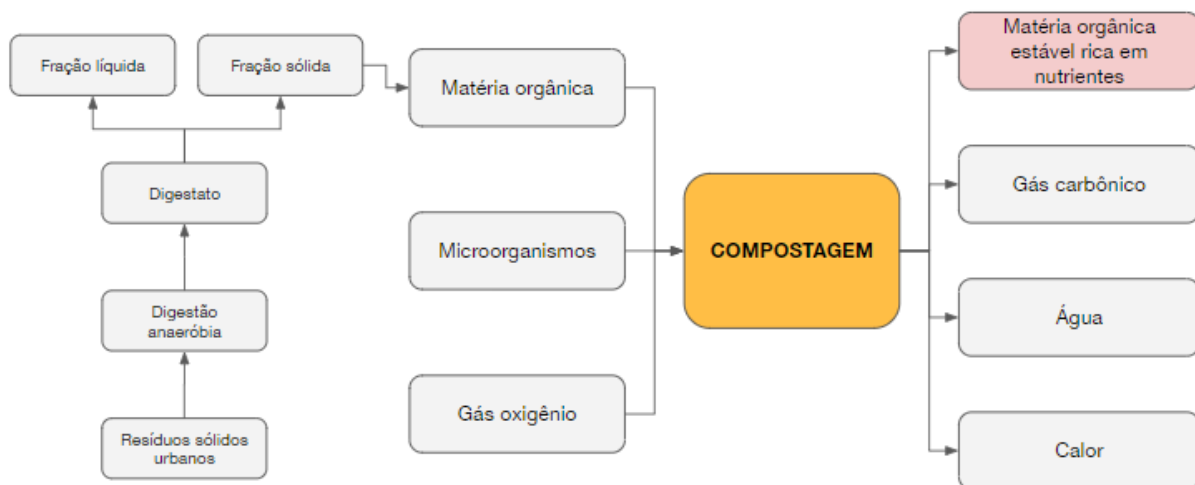 Fração líquida
Fração sólida
Matéria orgânica
Matéria orgânica
estável rica em
nutrientes
Digestato
Gás carbônico
Microorganismos
COMPOSTAGEM
Digestão
anaeróbia
Água
Gás oxigênio
Resíduos sólidos
urbanos
Calor